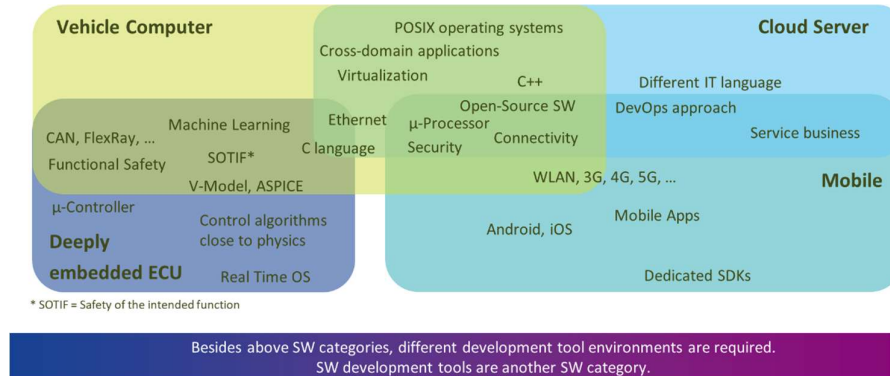 Vehicle Computer
POSIX operating systems
Cloud Server
Cross-domain applications
Virtualization
C++
Different IT language
Open-Source SW
DevOps approach
Ethernet
µ-Processor
Machine Learning
Connectivity
Service business
CAN, FlexRay, ...
C language
Security
SOTIF*
Functional Safety
WLAN, 3G, 4G, 5G, ...
Mobile
V-Model, ASPICE
µ-Controller
Control algorithms
close to physics
Mobile Apps
Android, iOS
Deeply
embedded ECU
Real Time OS
Dedicated SDKs
* SOTIF = Safety of the intended function
Besides above SW categories, different development tool environments are required.
SW development tools are another SW category.